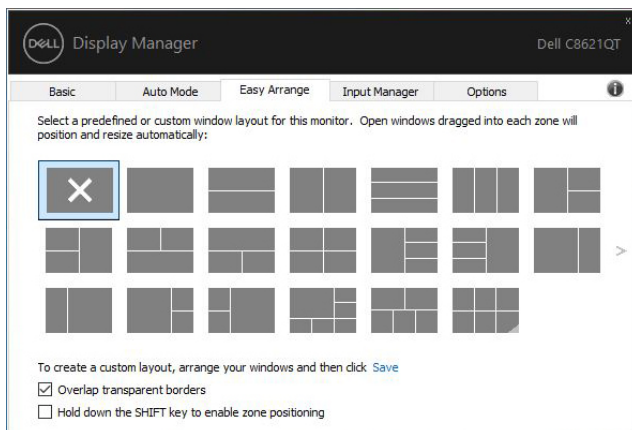 x
DELL Display Manager Dell C8621QT
Basic Auto Mode Easy Arrange Input Manager Options i
Select a predefined or custom window layout for this monitor. Open windows dragged into each zone will
position and resize automatically:
>
To create a custom layout, arrange your windows and then click Save
Overlap transparent borders
Hold down the SHIFT key to enable zone positioning